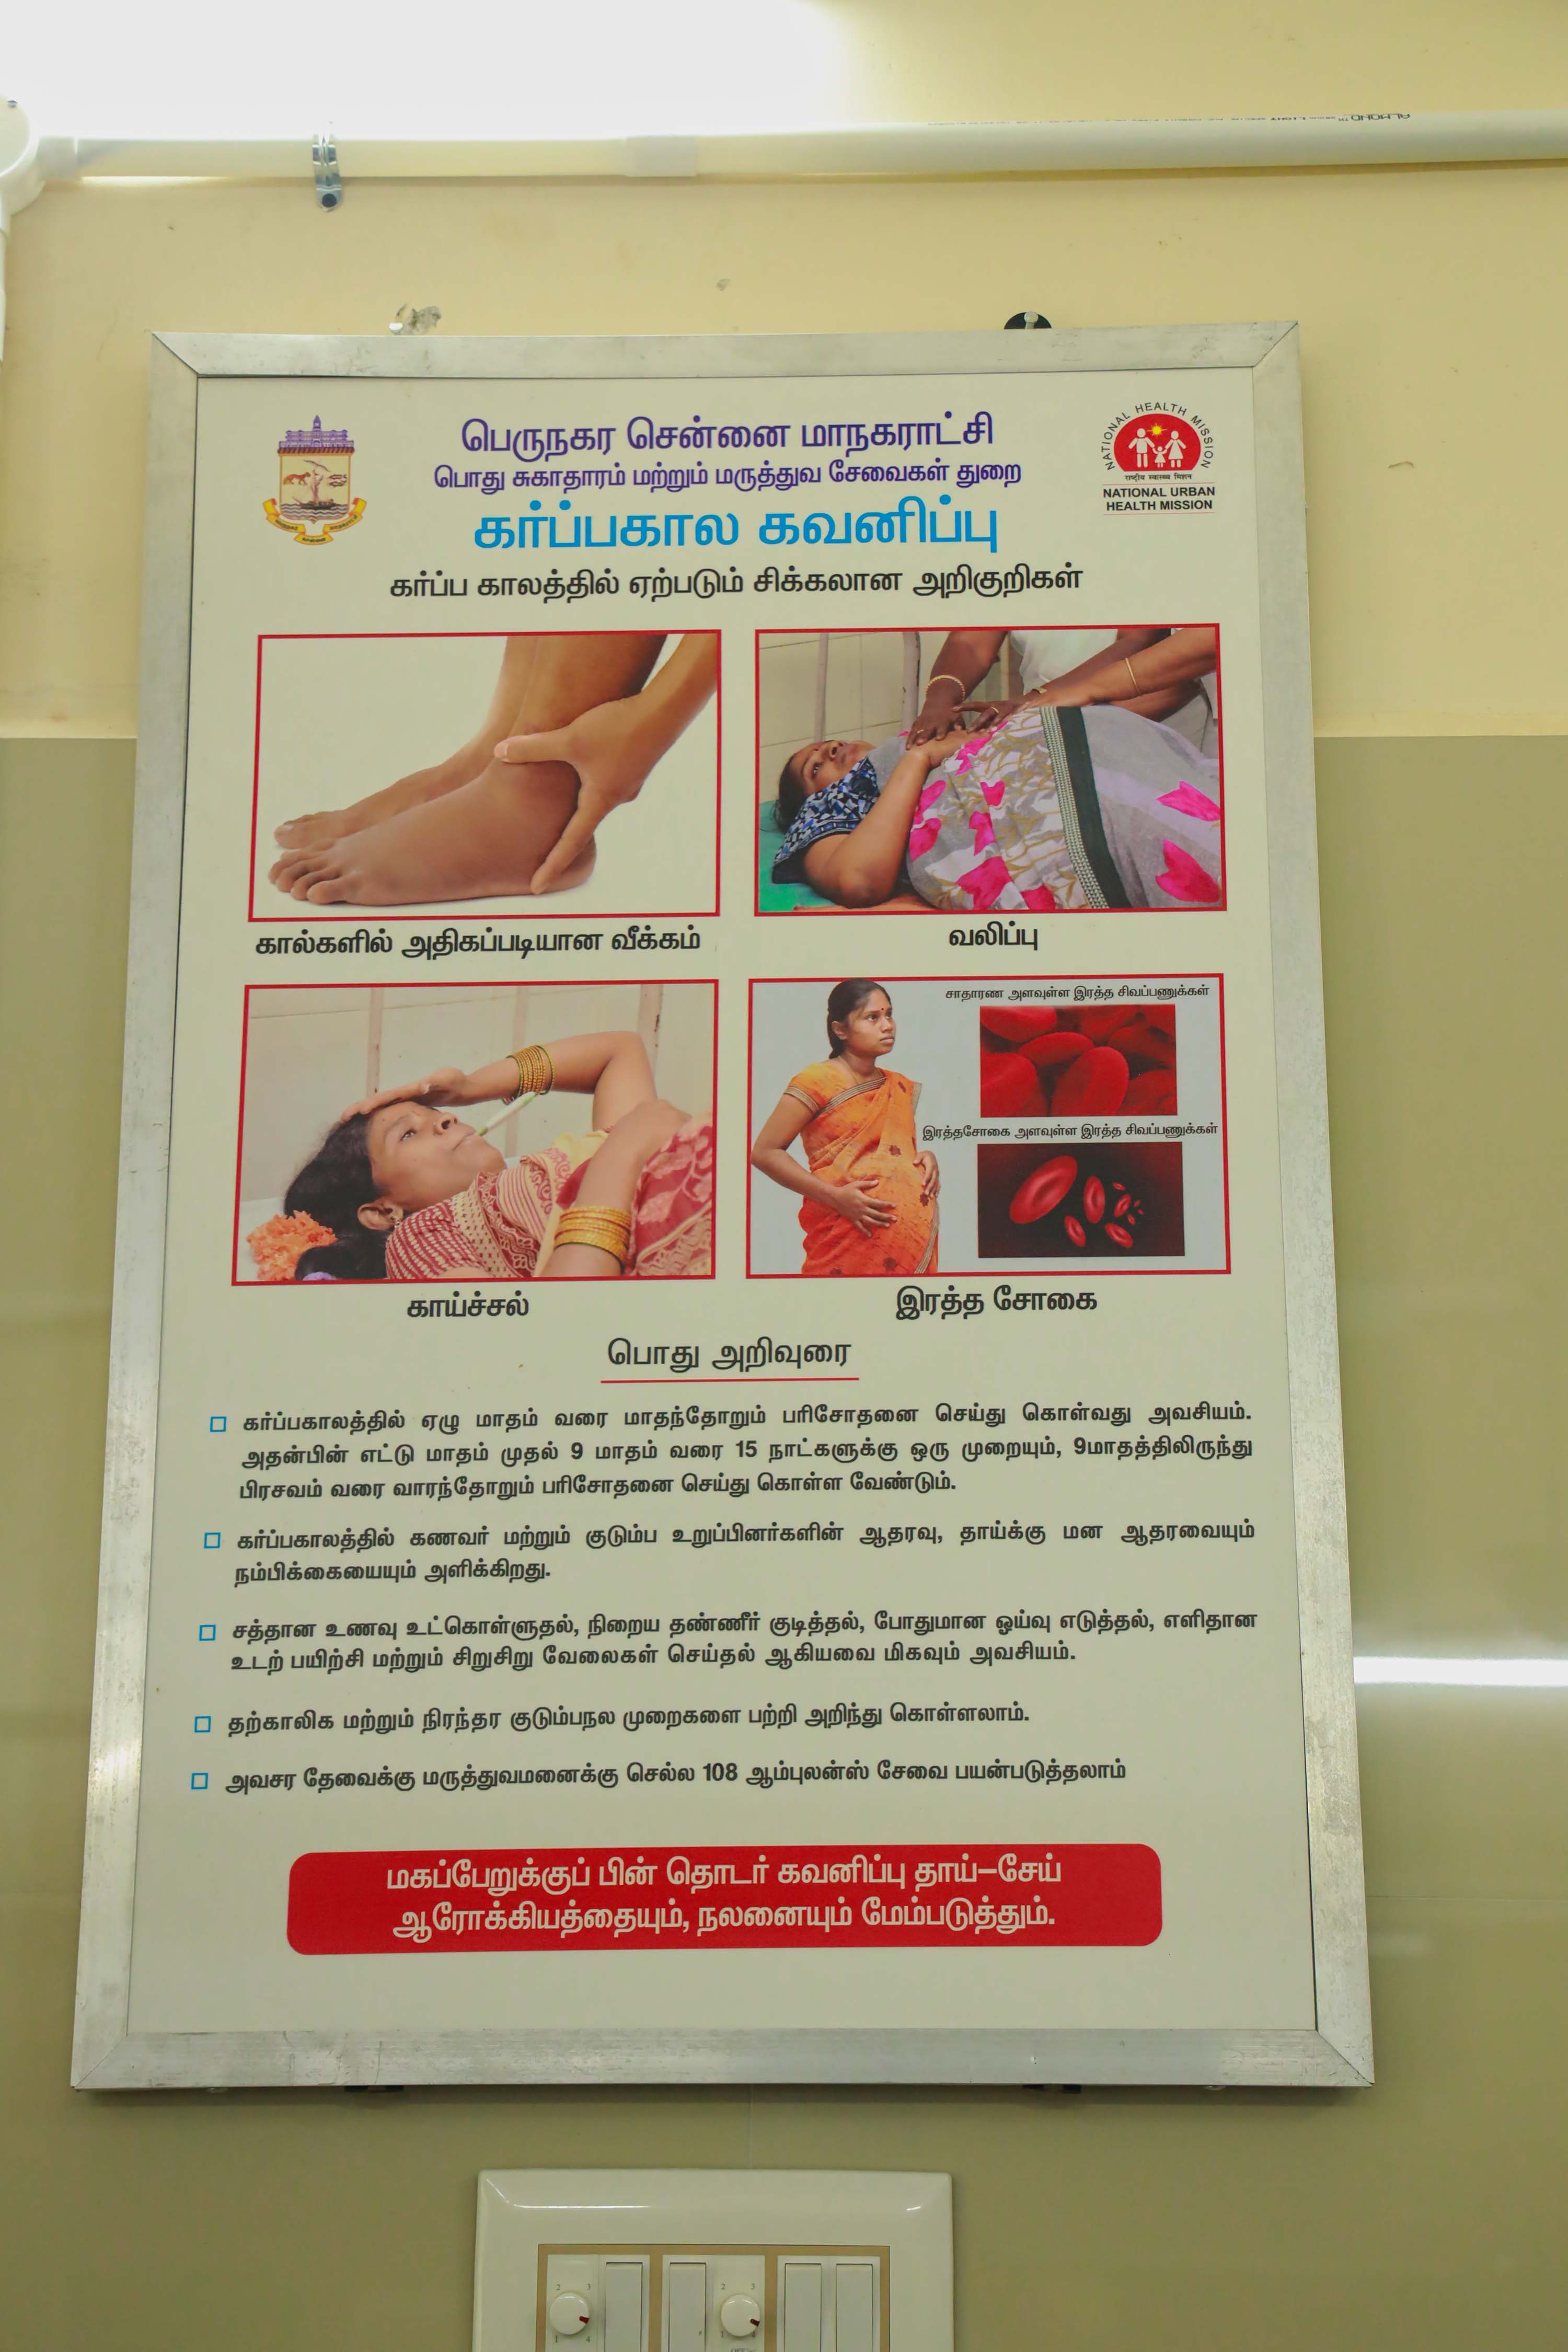 பெருநகர சென்னை மாநகராட்சி
பொது சுகாதாரம் மற்றும் மருத்துவ சேவைகள் துறை
கர்ப்பகால கவனிப்பு
கர்ப்ப காலத்தில் ஏற்படும் சிக்கலான அறிகுறிகள்
NATIONAL HEALTH MISSION
राष्ट्रीय स्वास्थ्य मिशन
NATIONAL URBAN
HEALTH MISSION
கால்களில் அதிகப்படியான வீக்கம்
வலிப்பு
சாதாரண அளவுள்ள இரத்த சிவப்பணுக்கள்
இரத்தசோகை அளவுள்ள இரத்த சிவப்பணுக்கள்
காய்ச்சல்
இரத்த சோகை
பொது அறிவுரை
கர்ப்பகாலத்தில் ஏழு மாதம் வரை மாதந்தோறும் பரிசோதனை செய்து கொள்வது அவசியம்.
அதன்பின் எட்டு மாதம் முதல் 9 மாதம் வரை 15 நாட்களுக்கு ஒரு முறையும், 9மாதத்திலிருந்து
பிரசவம் வரை வாரந்தோறும் பரிசோதனை செய்து கொள்ள வேண்டும்.
கர்ப்பகாலத்தில் கணவர் மற்றும் குடும்ப உறுப்பினர்களின் ஆதரவு, தாய்க்கு மன ஆதரவையும்
நம்பிக்கையையும் அளிக்கிறது.
சத்தான உணவு உட்கொள்ளுதல், நிறைய தண்ணீர் குடித்தல், போதுமான ஓய்வு எடுத்தல், எளிதான
உடற் பயிற்சி மற்றும் சிறுசிறு வேலைகள் செய்தல் ஆகியவை மிகவும் அவசியம்.
தற்காலிக மற்றும் நிரந்தர குடும்பநல முறைகளை பற்றி அறிந்து கொள்ளலாம்.
அவசர தேவைக்கு மருத்துவமனைக்கு செல்ல 108 ஆம்புலன்ஸ் சேவை பயன்படுத்தலாம்
மகப்பேறுக்குப் பின் தொடர் கவனிப்பு தாய்–சேய்
ஆரோக்கியத்தையும், நலனையும் மேம்படுத்தும்.
2 3 2 3
1 4